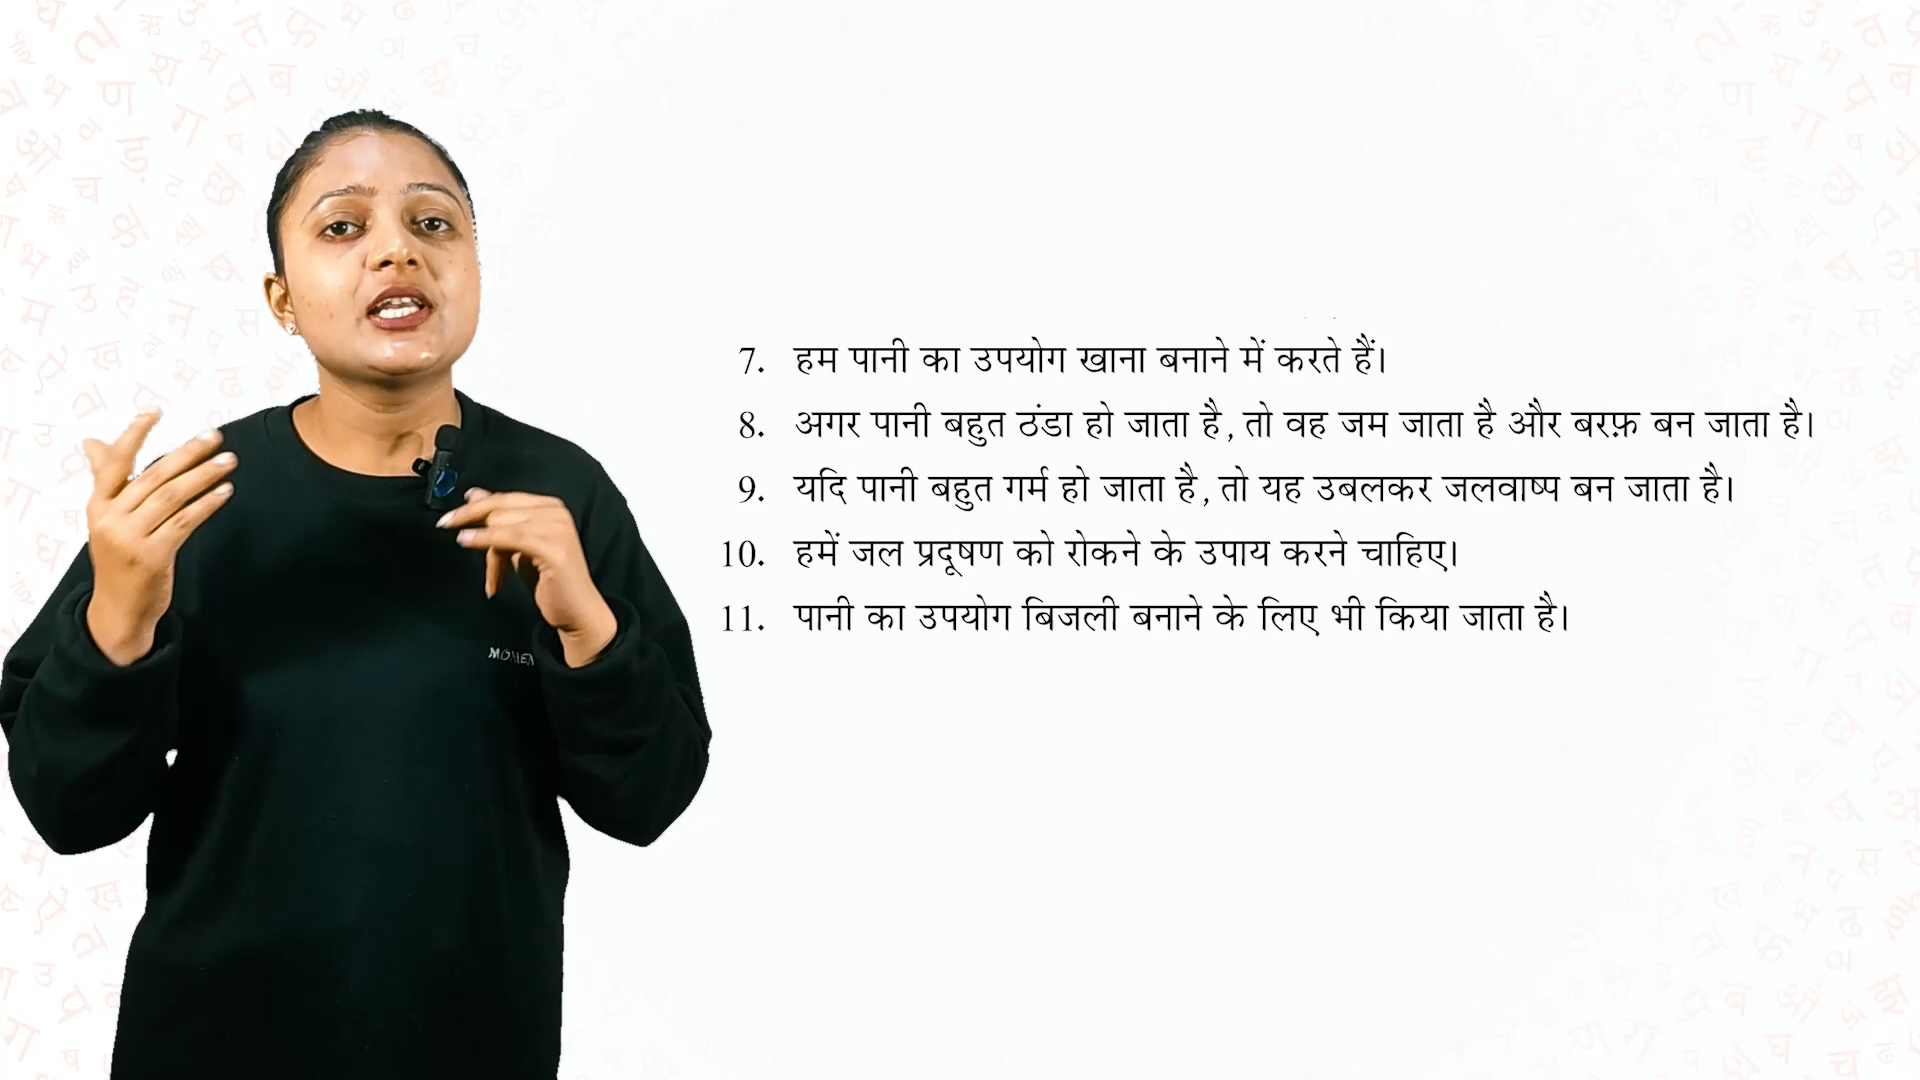 7. हम पानी का उपयोग खाना बनाने में करते हैं।
8. अगर पानी बहुत ठंडा हो जाता है, तो वह जम जाता है और बरफ़ बन जाता है।
9. यदि पानी बहुत गर्म हो जाता है, तो यह उबलकर जलवाष्प बन जाता है।
10. हमें जल प्रदूषण को रोकने के उपाय करने चाहिए।
11. पानी का उपयोग बिजली बनाने के लिए भी किया जाता है।